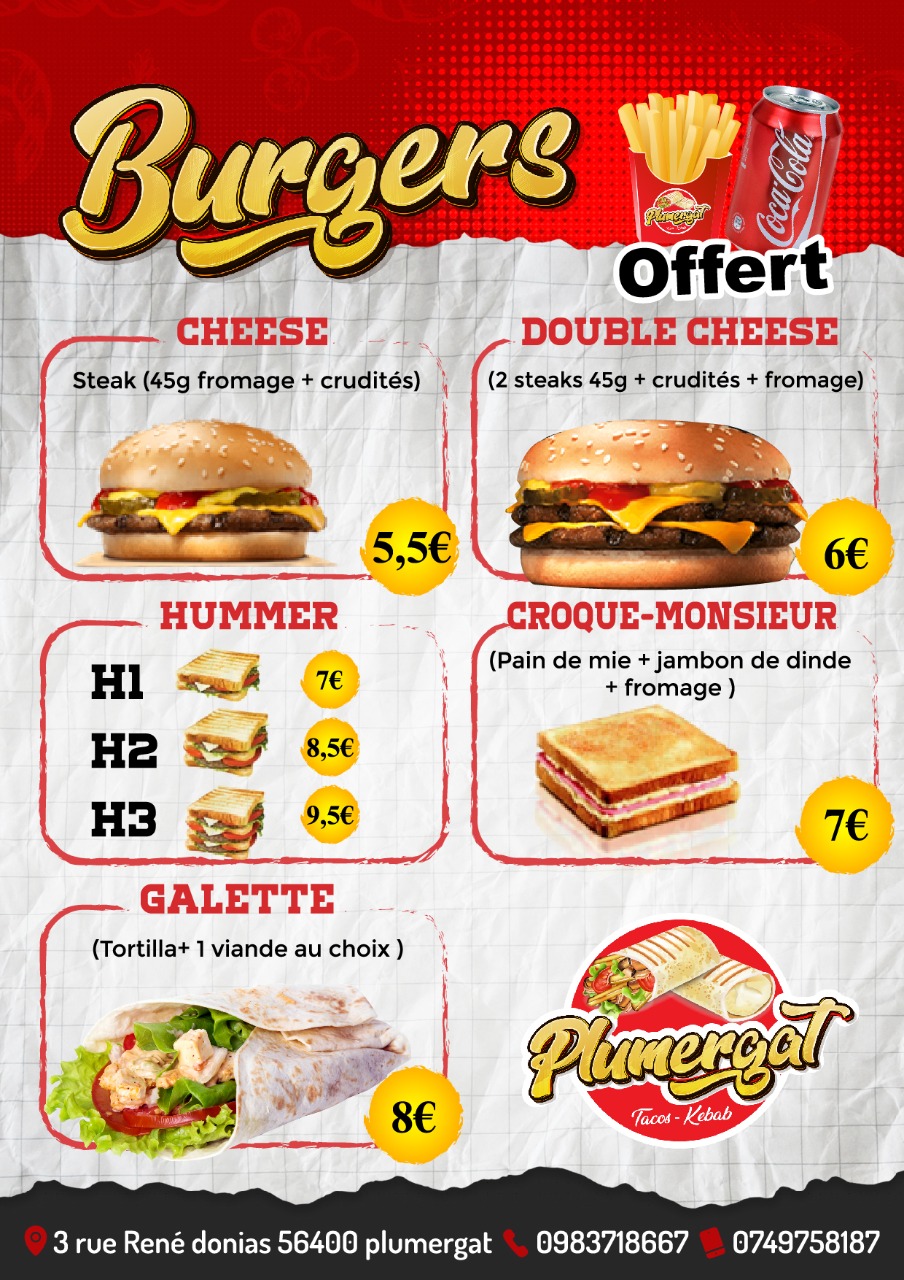 Burgers
Plumergat
Coca-Cola
Offert
CHEESE
Steak (45g fromage + crudités)
5,5€
DOUBLE CHEESE
(2 steaks 45g + crudités + fromage)
6€
HUMMER
H1
7€
H2
8,5€
H3
9,5€
CROQUE-MONSIEUR
(Pain de mie + jambon de dinde
+ fromage )
7€
GALETTE
(Tortilla+ 1 viande au choix )
8€
Plumergat
Tacos - Kebab
3 rue René donias 56400 plumergat 0983718667 0749758187